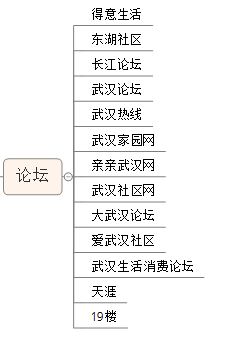 得意生活
东湖社区
长江论坛
武汉论坛
武汉热线
武汉家园网
论坛
亲亲武汉网
武汉社区网
大武汉论坛
爱武汉社区
武汉生活消费论坛
天涯
19楼